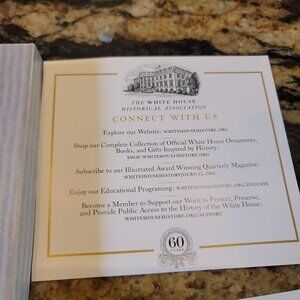 THE WHITE HOUSE
HISTORICAL ASSOCIATION
CONNECT WITH US
Explore our Website: WHITEHOUSEHISTORY.ORG
Shop our Complete Collection of Official White House Ornaments,
Books, and Gifts Inspired by History:
SHOP.WHITEHOUSEHISTORY.ORG
Subscribe to our Illustrated Award Winning Quarterly Magazine:
WHITEHOUSEHISTORYJOURNAL.ORG
Enjoy our Educational Programing: WHITEHOUSEHISTORY.ORG/EDUCATE
Become a Member to Support our Work to Protect, Preserve,
and Provide Public Access to the History of the White House:
WHITEHOUSEHISTORY.ORG/SUPPORT
60
YEARS